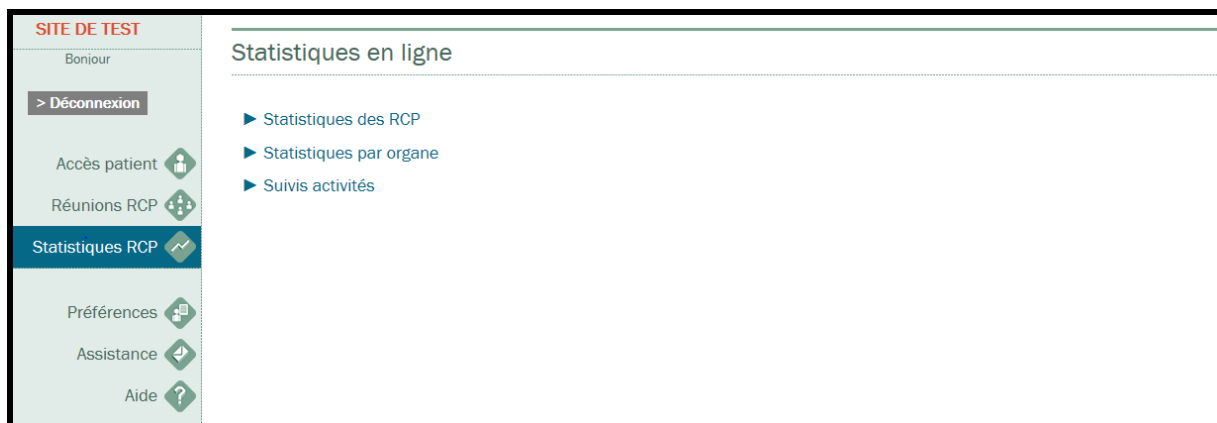 SITE DE TEST
Bonjour
> Déconnexion
Accès patient
Réunions RCP
Statistiques RCP
Préférences
Assistance
Aide
Statistiques en ligne
► Statistiques des RCP
► Statistiques par organe
► Suivis activités